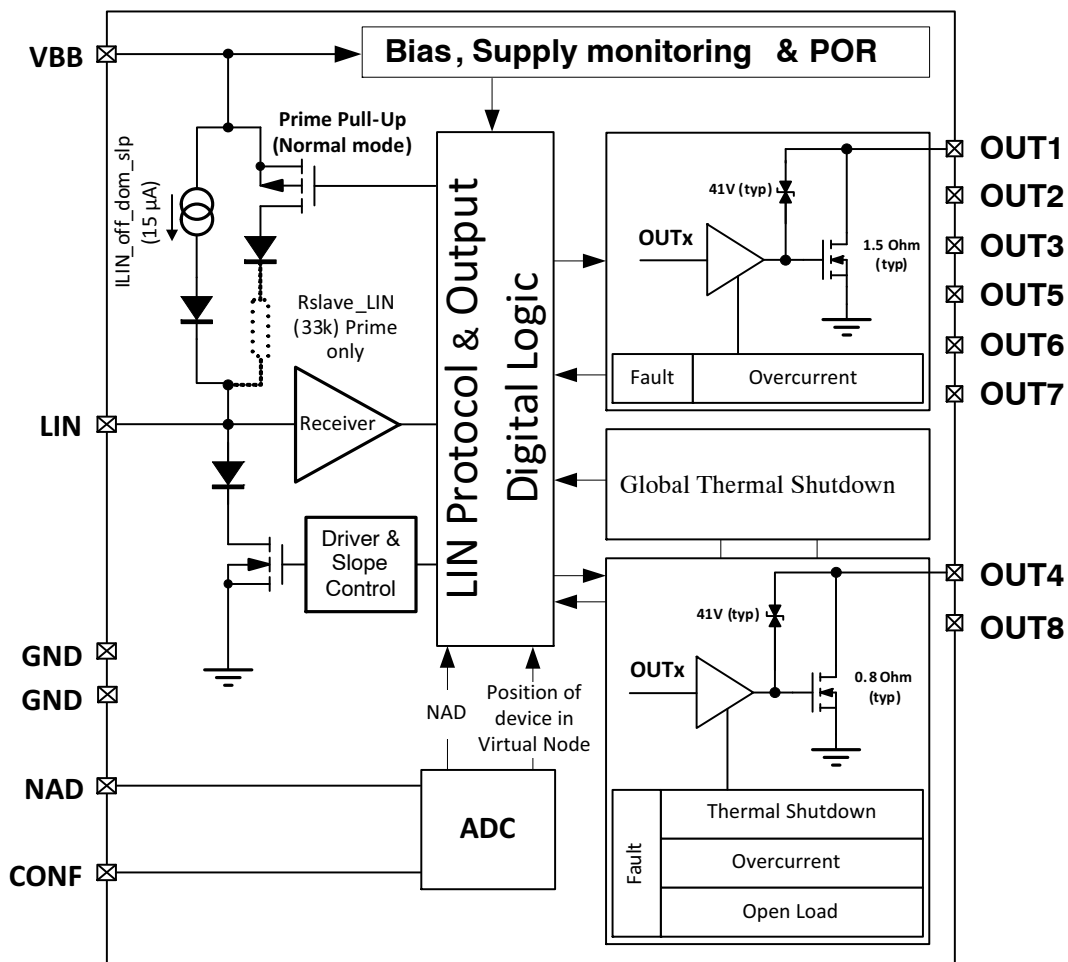 VBB
Bias, Supply monitoring & POR
ILIN_off_dom_slp
(15 µA)
Prime Pull-Up
(Normal mode)
Rslave_LIN
(33k) Prime
only
LIN
Receiver
Driver &
Slope
Control
LIN Protocol & Output
Digital Logic
GND
GND
NAD
CONF
NAD
Position of
device in
Virtual Node
ADC
41V (typ)
OUTx
1.5 Ohm
(typ)
Fault
Overcurrent
OUT1
OUT2
OUT3
OUT5
OUT6
OUT7
Global Thermal Shutdown
41V (typ)
OUTx
0.8 Ohm
(typ)
Fault
Thermal Shutdown
Overcurrent
Open Load
OUT4
OUT8